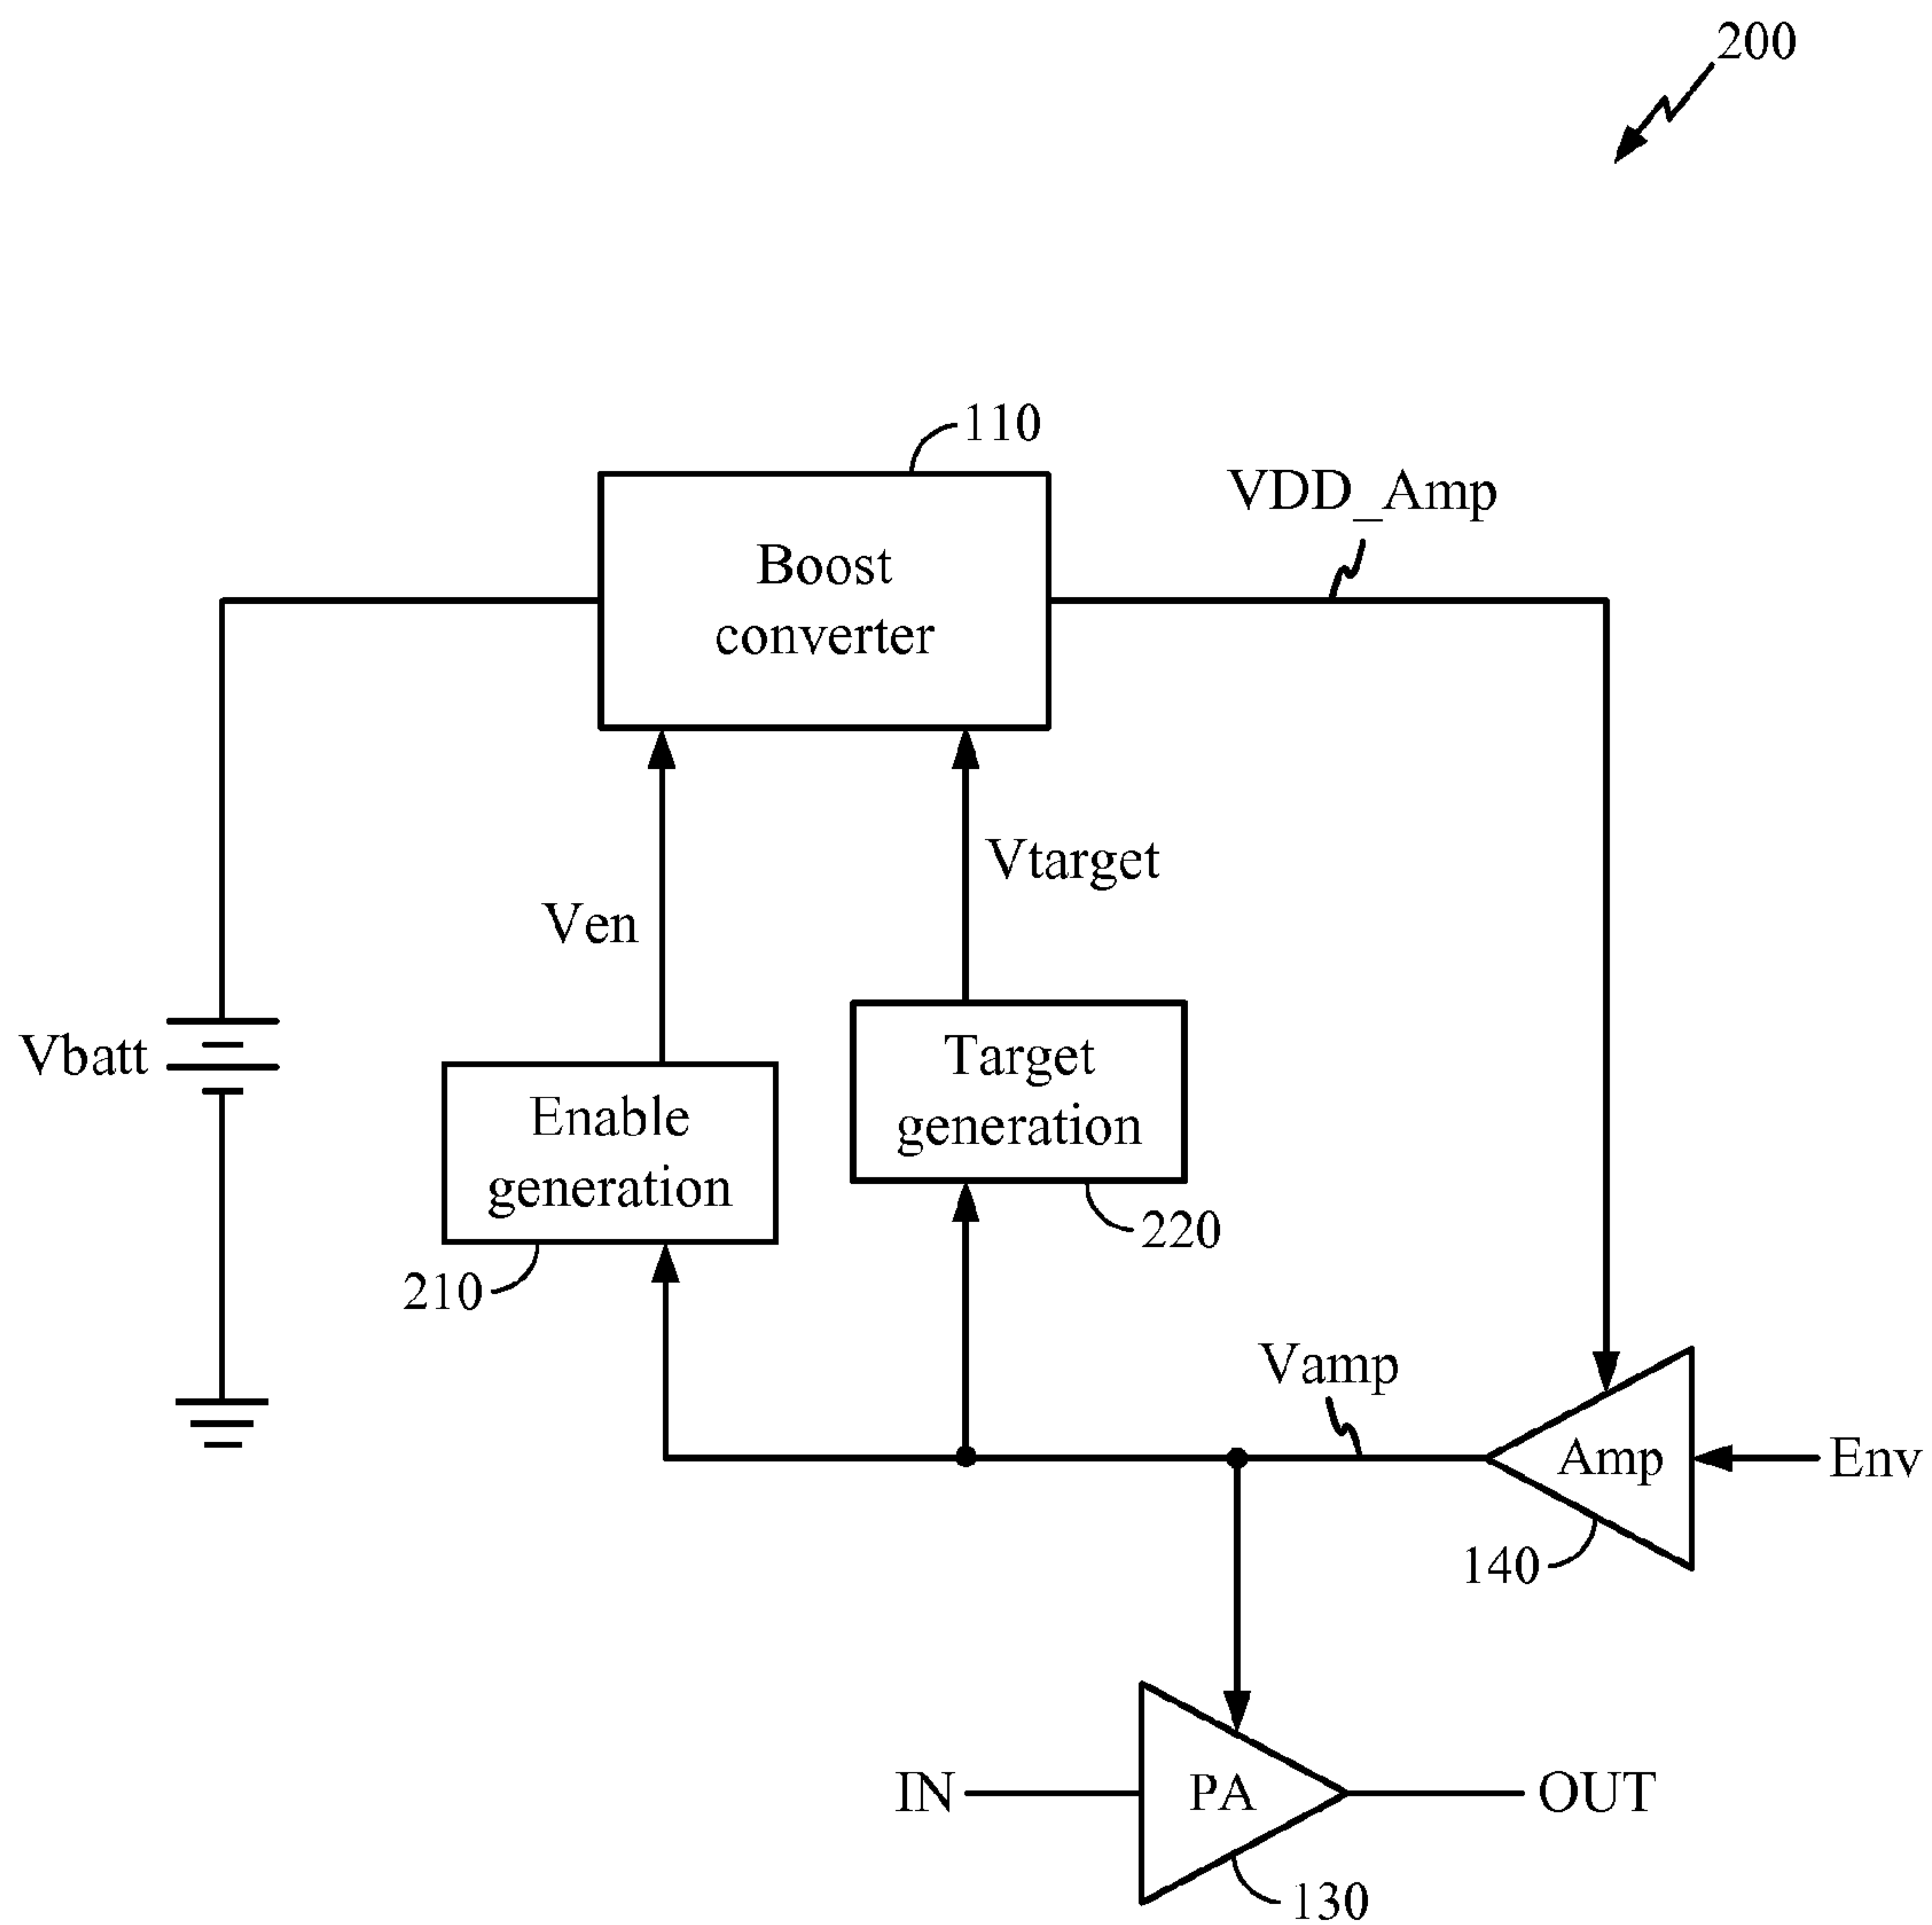 200
110
VDD_Amp
Boost
converter
Vtarget
Ven
Vbatt
Target
generation
Enable
generation
220
210
Vamp
Amp
Env
140
IN
PA
OUT
130